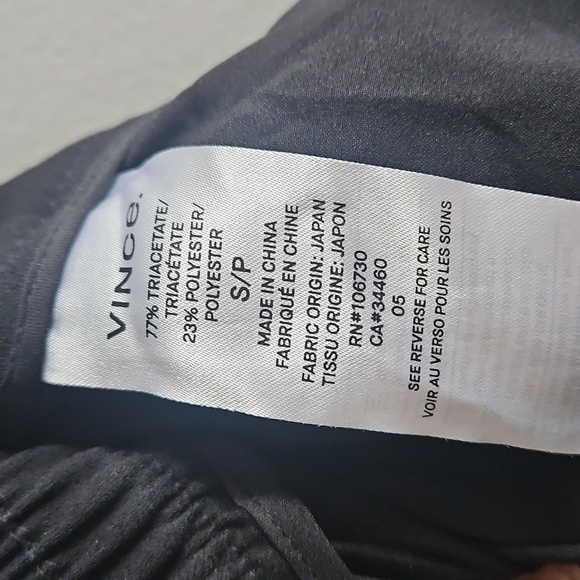 VINCE.
77% TRIACETATE/
TRIACÉTATE
23% POLYESTER/
POLYESTER
S/P
MADE IN CHINA
FABRIQUÉ EN CHINE
FABRIC ORIGIN: JAPAN
TISSU ORIGINE: JAPON
RN#106730
CA#34460
05
SEE REVERSE FOR CARE
VOIR AU VERSO POUR LES SOINS